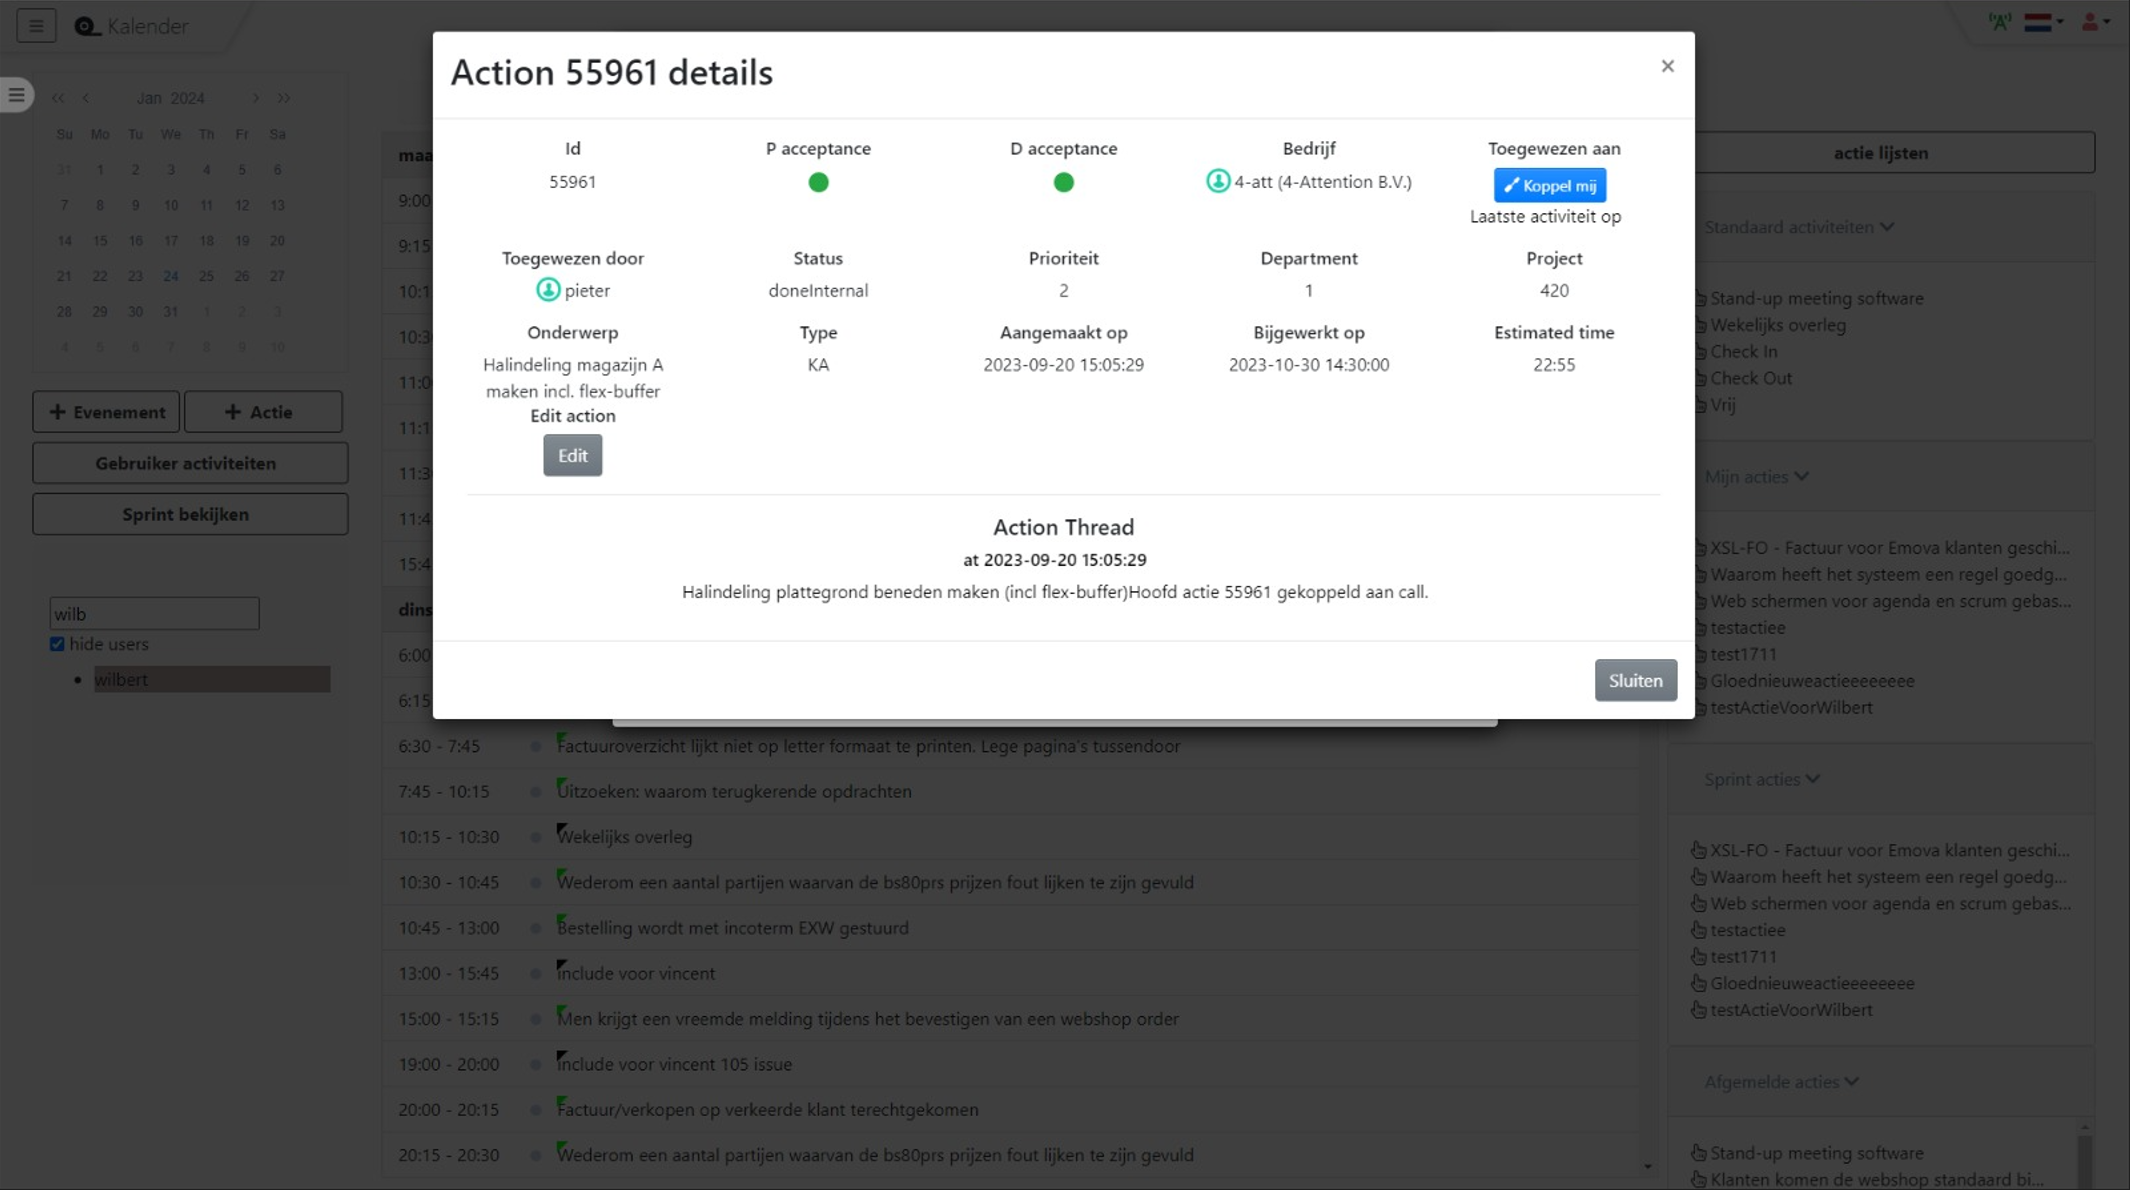 Kalender
Action 55961 details
×
Jan 2024
Su Mo Tu We Th Fr Sa
31 1 2 3 4 5 6
7 8 9 10 11 12 13
14 15 16 17 18 19 20
21 22 23 24 25 26 27
28 29 30 31 1 2 3
4 5 6 7 8 9 10
Evenement
Actie
Gebruiker activiteiten
Sprint bekijken
wilb
hide users
wilbert
Id
55961
P acceptance
D acceptance
Bedrijf
4-att (4-Attention B.V.)
Toegewezen aan
Koppel mij
Laatste activiteit op
Toegewezen door
pieter
Status
doneInternal
Prioriteit
2
Department
1
Project
420
Onderwerp
Halindeling magazijn A
maken incl. flex-buffer
Type
KA
Aangemaakt op
2023-09-20 15:05:29
Bijgewerkt op
2023-10-30 14:30:00
Estimated time
22:55
Edit action
Edit
Action Thread
at 2023-09-20 15:05:29
Halindeling plattegrond beneden maken (incl flex-buffer)Hoofd actie 55961 gekoppeld aan call.
Sluiten
maa
9:00
9:15
10:1
10:3
11:0
11:1
11:3
11:4
15:4
dins
6:00
6:15
6:30 - 7:45 Factuuroverzicht lijkt niet op letter formaat te printen. Lege pagina's tussendoor
7:45 - 10:15 Uitzoeken: waarom terugkerende opdrachten
10:15 - 10:30 Wekelijks overleg
10:30 - 10:45 Wederom een aantal partijen waarvan de bs80prs prijzen fout lijken te zijn gevuld
10:45 - 13:00 Bestelling wordt met incoterm EXW gestuurd
13:00 - 15:45 include voor vincent
15:00 - 15:15 Men krijgt een vreemde melding tijdens het bevestigen van een webshop order
19:00 - 20:00 include voor vincent 105 issue
20:00 - 20:15 Factuur/verkopen op verkeerde klant terechtgekomen
20:15 - 20:30 Wederom een aantal partijen waarvan de bs80prs prijzen fout lijken te zijn gevuld
actie lijsten
Standaard activiteiten
Stand-up meeting software
Wekelijks overleg
Check In
Check Out
Vrij
Mijn acties
XSL-FO - Factuur voor Emova klanten geschi...
Waarom heeft het systeem een regel goedg...
Web schermen voor agenda en scrum gebas...
testactiee
test1711
Gloednieuweactieeeeeeee
testActieVoorWilbert
Sprint acties
XSL-FO - Factuur voor Emova klanten geschi...
Waarom heeft het systeem een regel goedg...
Web schermen voor agenda en scrum gebas...
testactiee
test1711
Gloednieuweactieeeeeeee
testActieVoorWilbert
Afgemelde acties
Stand-up meeting software
Klanten komen de webshop standaard bi...